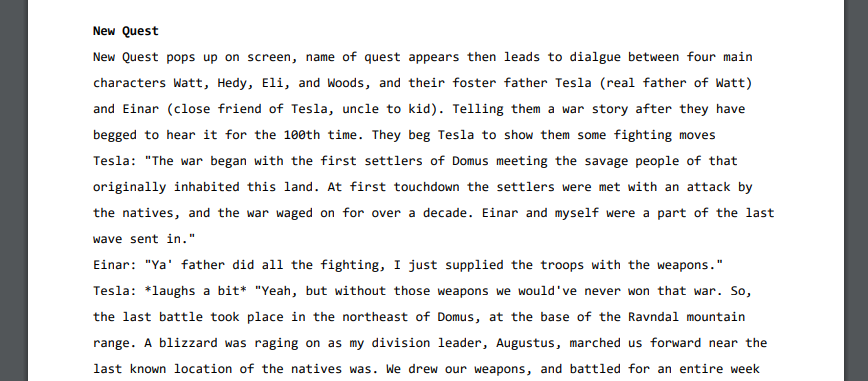 New Quest
New Quest pops up on screen, name of quest appears then leads to dialgue between four main
characters Watt, Hedy, Eli, and Woods, and their foster father Tesla (real father of Watt)
and Einar (close friend of Tesla, uncle to kid). Telling them a war story after they have
begged to hear it for the 100th time. They beg Tesla to show them some fighting moves
Tesla: "The war began with the first settlers of Domus meeting the savage people of that
originally inhabited this land. At first touchdown the settlers were met with an attack by
the natives, and the war waged on for over a decade. Einar and myself were a part of the last
wave sent in."
Einar: "Ya' father did all the fighting, I just supplied the troops with the weapons."
Tesla: *laughs a bit* "Yeah, but without those weapons we would've never won that war. So,
the last battle took place in the northeast of Domus, at the base of the Ravndal mountain
range. A blizzard was raging on as my division leader, Augustus, marched us forward near the
last known location of the natives was. We drew our weapons, and battled for an entire week